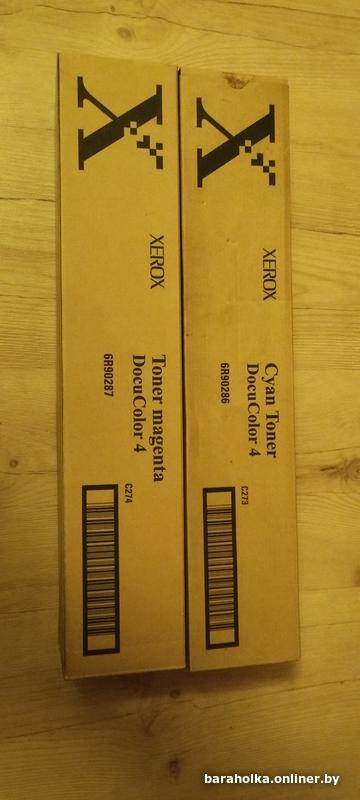 XEROX
Toner magenta
DocuColor 4
6R90287
C274
XEROX
Cyan Toner
DocuColor 4
6R90286
C273
baraholka.onliner.by